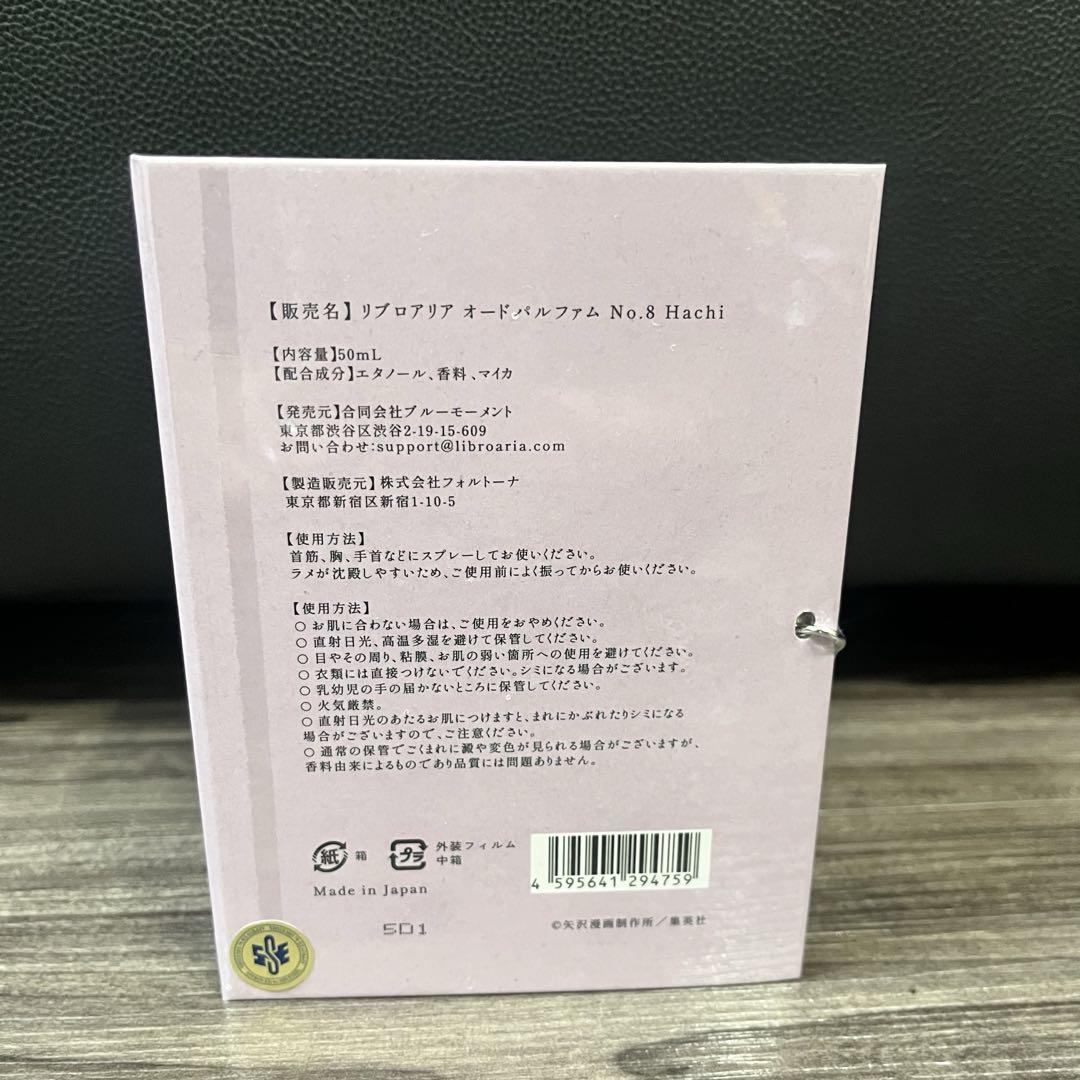 【販売名】リブロアリア オードパルファム No.8 Hachi
【内容量】50mL
【配合成分】エタノール、香料、マイカ
【発売元】合同会社ブルーモーメント
東京都渋谷区渋谷2-19-15-609
お問い合わせ:support@libroaria.com
【製造販売元】株式会社フォルトーナ
東京都新宿区新宿1-10-5
【使用方法】
首筋、胸、手首などにスプレーしてお使いください。
ラメが沈殿しやすいため、ご使用前によく振ってからお使いください。
【使用方法】
○ お肌に合わない場合は、ご使用をおやめください。
○ 直射日光、高温多湿を避けて保管してください。
○ 目やその周り、粘膜、お肌の弱い箇所への使用を避けてください。
○ 衣類には直接つけないでください。シミになる場合がございます。
○ 乳幼児の手の届かないところに保管してください。
○ 火気厳禁。
○ 直射日光のあたるお肌につけますと、まれにかぶれたりシミになる
場合がございますので、ご注意ください。
○ 通常の保管でごくまれに澱や変色が見られる場合がございますが、
香料由来によるものであり品質には問題ありません。
紙 箱 プラ 外装フィルム
中箱
4 595641 294759
Made in Japan
501
©矢沢漫画制作所／集英社